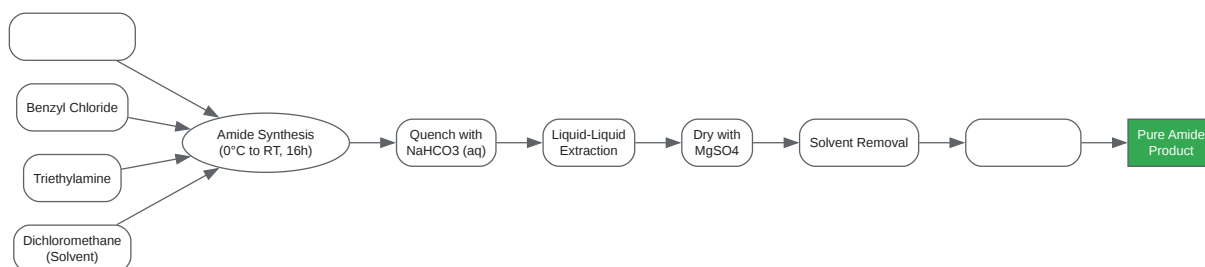 Benzyl Chloride
Triethylamine
Dichloromethane
(Solvent)
Amide Synthesis
(0°C to RT, 16h)
Quench with
NaHCO3 (aq)
Liquid-Liquid
Extraction
Dry with
MgSO4
Solvent Removal
Pure Amide
Product